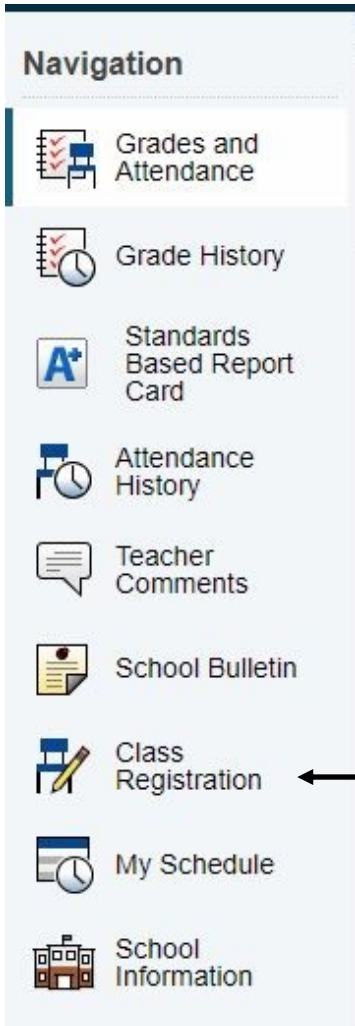 Navigation
Grades and
Attendance
Grade History
A+
Standards
Based Report
Card
Attendance
History
Teacher
Comments
School Bulletin
Class
Registration
My Schedule
School
Information